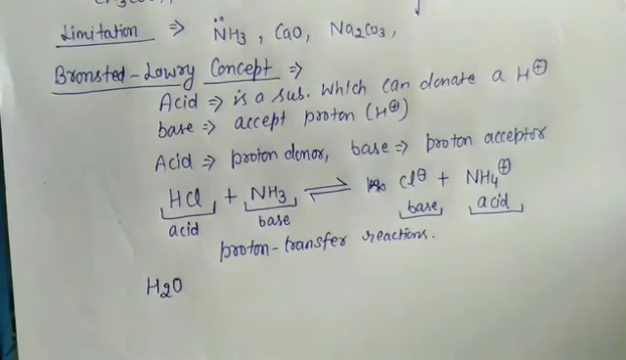 Limitation ⇒ N̈H3, CaO, Na2CO3,
Bronsted-Lowry Concept ⇒
Acid ⇒ is a sub. which can donate a H⊕
base ⇒ accept proton (H⊕)
Acid ⇒ proton donor, base ⇒ proton acceptor
HCl + NH3 ⇌ Cl⊖ + NH4⊕
acid base base acid
proton-transfer reactions.
H2O